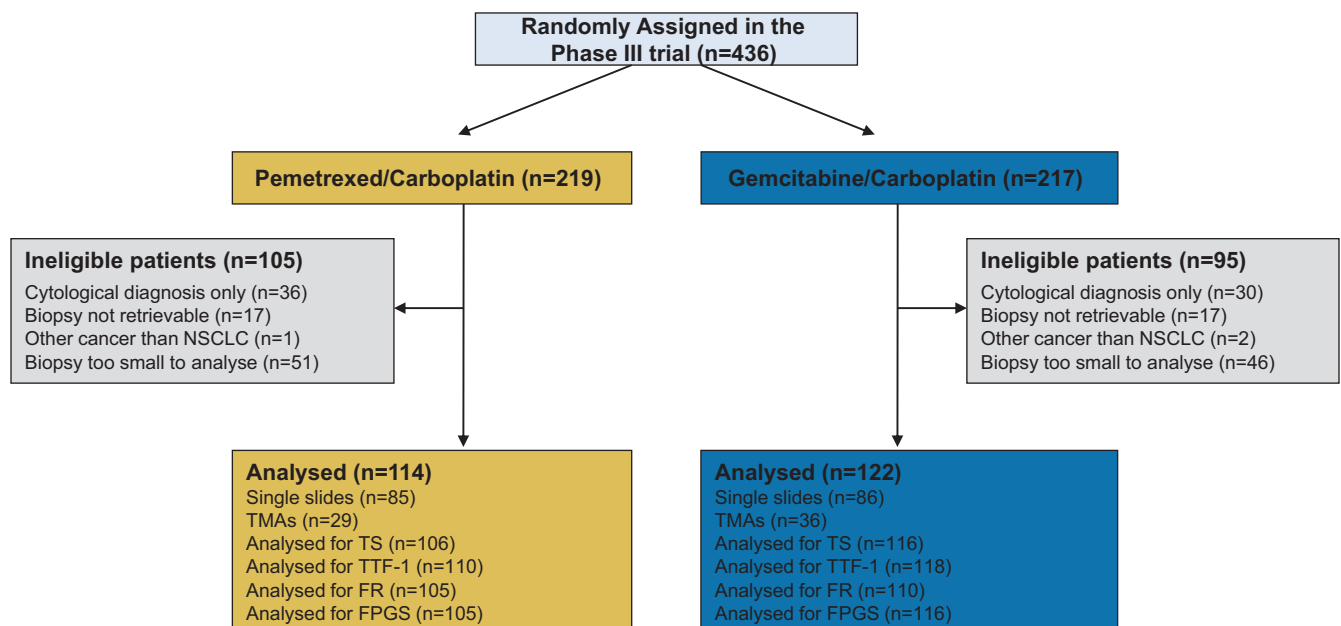 Randomly Assigned in the
Phase III trial (n=436)
Pemetrexed/Carboplatin (n=219)
Gemcitabine/Carboplatin (n=217)
Ineligible patients (n=105)
Cytological diagnosis only (n=36)
Biopsy not retrievable (n=17)
Other cancer than NSCLC (n=1)
Biopsy too small to analyse (n=51)
Ineligible patients (n=95)
Cytological diagnosis only (n=30)
Biopsy not retrievable (n=17)
Other cancer than NSCLC (n=2)
Biopsy too small to analyse (n=46)
Analysed (n=114)
Single slides (n=85)
TMAs (n=29)
Analysed for TS (n=106)
Analysed for TTF-1 (n=110)
Analysed for FR (n=105)
Analysed for FPGS (n=105)
Analysed (n=122)
Single slides (n=86)
TMAs (n=36)
Analysed for TS (n=116)
Analysed for TTF-1 (n=118)
Analysed for FR (n=110)
Analysed for FPGS (n=116)